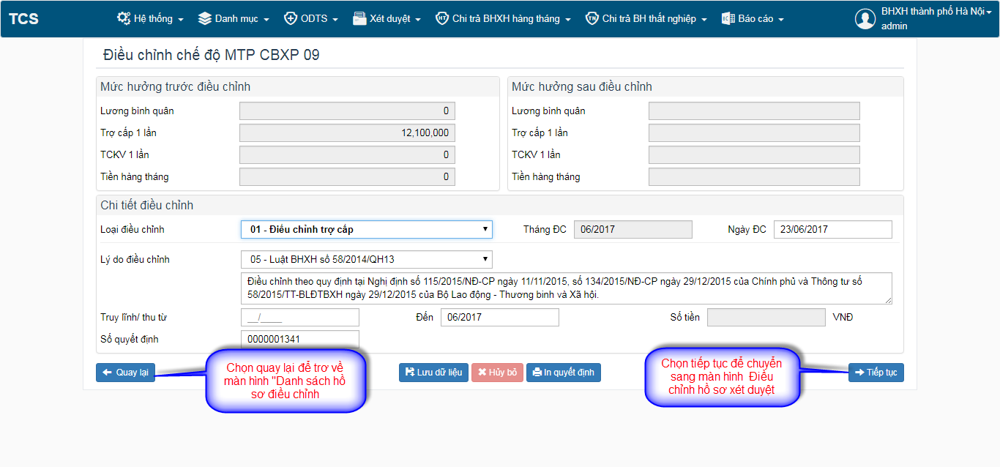 TCS
Hệ thống
Danh mục
ODTS
Xét duyệt
Chi trả BHXH hàng tháng
Chi trả BH thất nghiệp
Báo cáo
BHXH thành phố Hà Nội
admin
Điều chỉnh chế độ MTP CBXP 09
Mức hưởng trước điều chỉnh
Lương bình quân 0
Trợ cấp 1 lần 12,100,000
TCKV 1 lần 0
Tiền hàng tháng 0
Mức hưởng sau điều chỉnh
Lương bình quân
Trợ cấp 1 lần
TCKV 1 lần
Tiền hàng tháng
Chi tiết điều chỉnh
Loại điều chỉnh 01 - Điều chỉnh trợ cấp Tháng ĐC 06/2017 Ngày ĐC 23/06/2017
Lý do điều chỉnh 05 - Luật BHXH số 58/2014/QH13
Điều chỉnh theo quy định tại Nghị định số 115/2015/NĐ-CP ngày 11/11/2015, số 134/2015/NĐ-CP ngày 29/12/2015 của Chính phủ và Thông tư số
58/2015/TT-BLĐTBXH ngày 29/12/2015 của Bộ Lao động - Thương binh và Xã hội.
Truy lĩnh/ thu từ __/____ Đến 06/2017 Số tiền VNĐ
Số quyết định 0000001341
Quay lại
Chọn quay lại để trơ về
màn hình "Danh sách hồ
sơ điều chỉnh
Lưu dữ liệu
Hủy bỏ
In quyết định
Chọn tiếp tục để chuyển
sang màn hình Điều
chỉnh hồ sơ xét duyệt
Tiếp tục